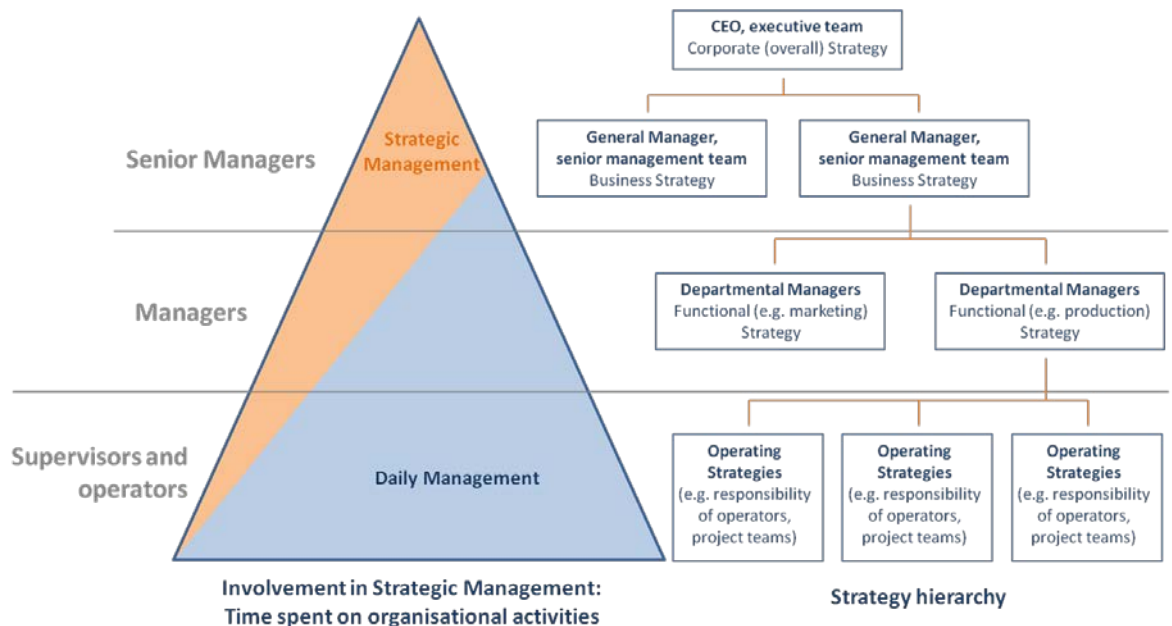 CEO, executive team
Corporate (overall) Strategy
Strategic
Management
Senior Managers
General Manager,
senior management team
Business Strategy
General Manager,
senior management team
Business Strategy
Managers
Departmental Managers
Functional (e.g. marketing)
Strategy
Departmental Managers
Functional (e.g. production)
Strategy
Supervisors and
operators
Daily Management
Operating
Strategies
(e.g. responsibility
of operators,
project teams)
Operating
Strategies
(e.g. responsibility
of operators,
project teams)
Operating
Strategies
(e.g. responsibility
of operators,
project teams)
Involvement in Strategic Management:
Time spent on organisational activities
Strategy hierarchy